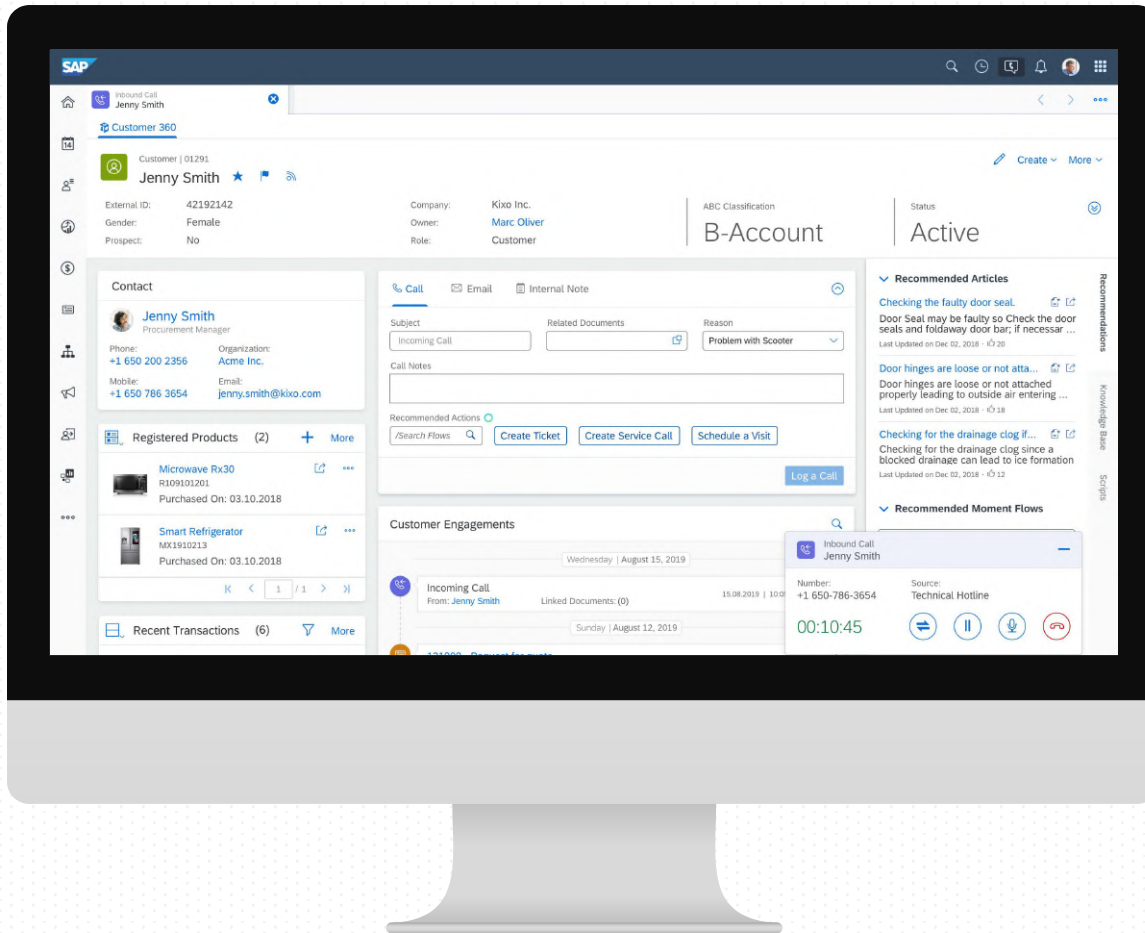 SAP
Inbound Call
Jenny Smith
Customer 360
14
Customer | 01291
Jenny Smith
Create
More
External ID: 42192142
Gender: Female
Prospect: No
Company: Kixo Inc.
Owner: Marc Oliver
Role: Customer
ABC Classification
B-Account
Status
Active
Contact
Jenny Smith
Procurement Manager
Phone:
+1 650 200 2356
Organization:
Acme Inc.
Mobile:
+1 650 786 3654
Email:
jenny.smith@kixo.com
Registered Products (2) More
Microwave Rx30
R109101201
Purchased On: 03.10.2018
Smart Refrigerator
MX1910213
Purchased On: 03.10.2018
1 / 1
Recent Transactions (6) More
Call Email Internal Note
Subject
Incoming Call
Related Documents
Reason
Problem with Scooter
Call Notes
Recommended Actions
/Search Flows
Create Ticket
Create Service Call
Schedule a Visit
Log a Call
Customer Engagements
Wednesday | August 15, 2019
Incoming Call
From: Jenny Smith Linked Documents: (0)
15.08.2019 |
Sunday | August 12, 2019
Recommended Articles
Checking the faulty door seal.
Door Seal may be faulty so Check the door
seals and foldaway door bar; if necessar ...
Last Updated on Dec 02, 2018 · 20
Door hinges are loose or not atta...
Door hinges are loose or not attached
properly leading to outside air entering ...
Last Updated on Dec 02, 2018 · 18
Checking for the drainage clog if...
Checking for the drainage clog since a
blocked drainage can lead to ice formation
Last Updated on Dec 02, 2018 · 12
Recommended Moment Flows
Recommendations
Knowledge Base
Scripts
Inbound Call
Jenny Smith
Number:
+1 650-786-3654
Source:
Technical Hotline
00:10:45